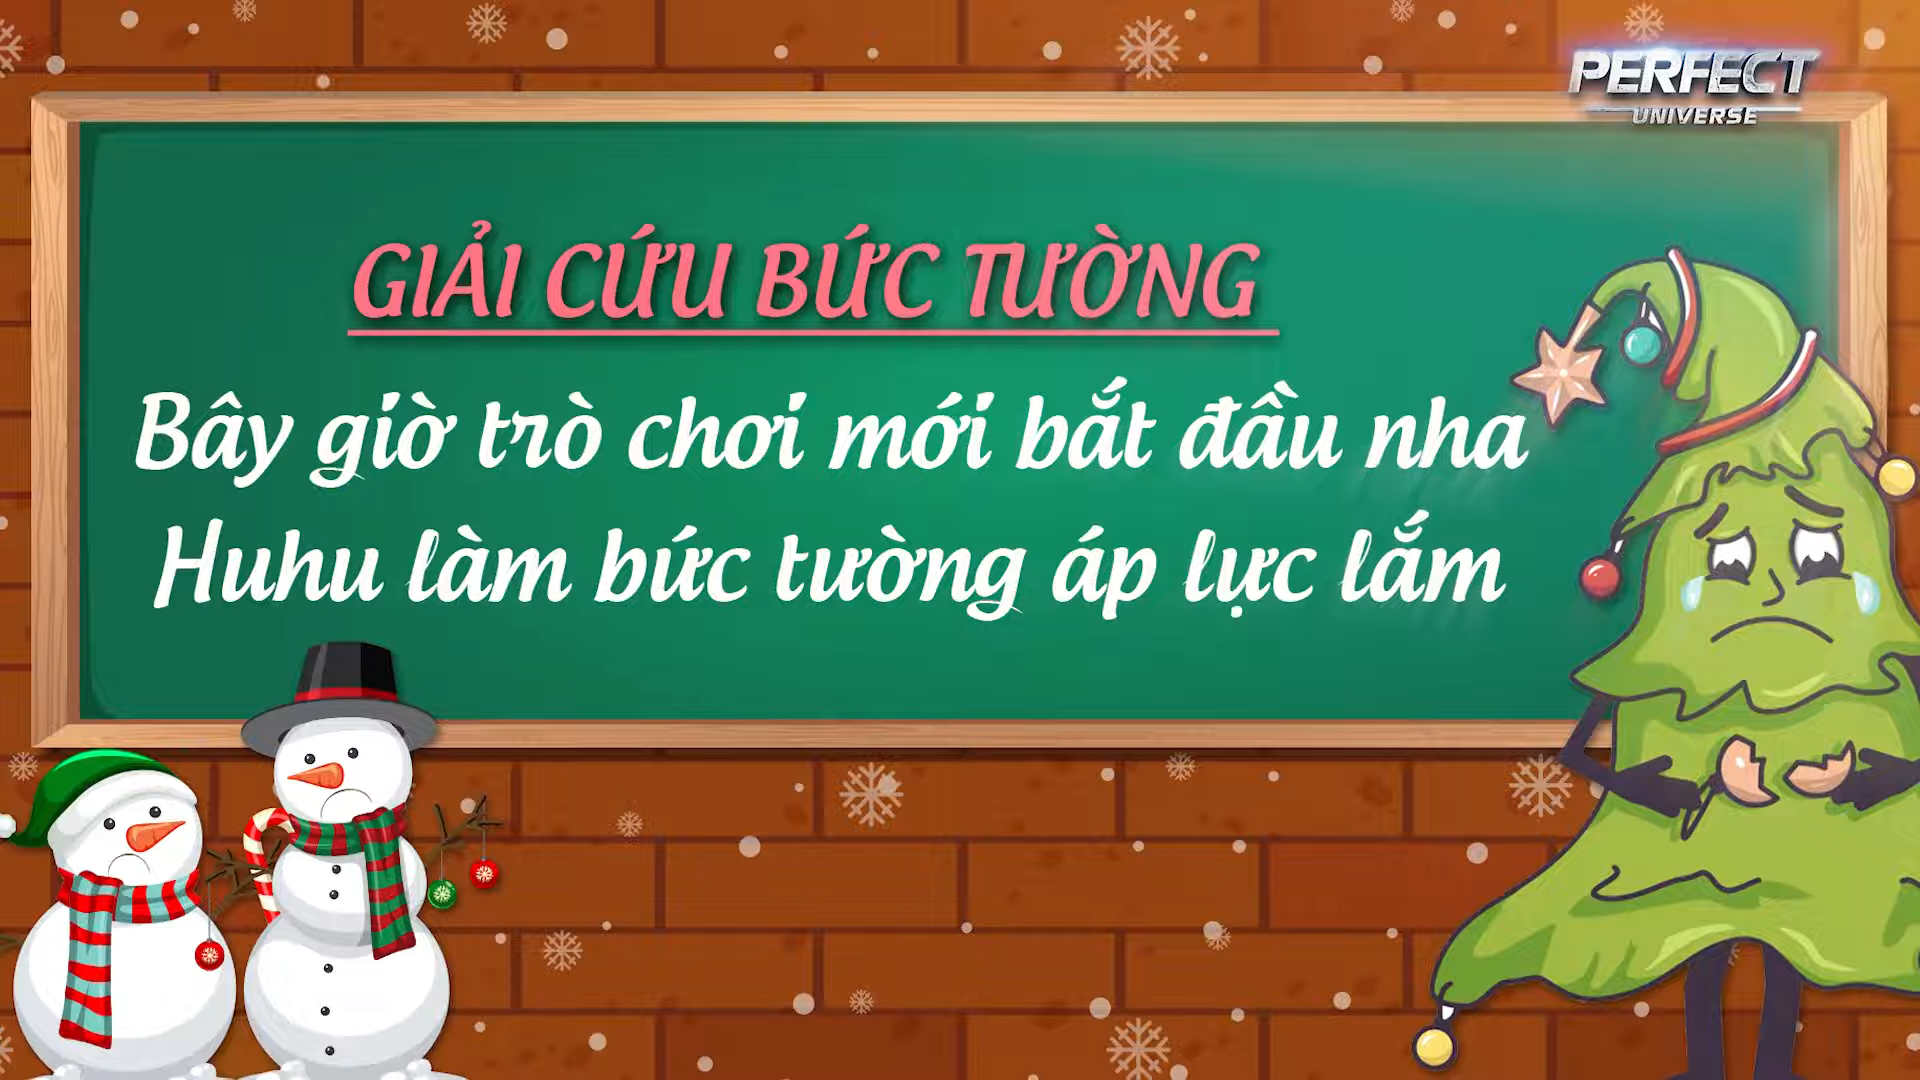 PERFECT
UNIVERSE
GIẢI CỨU BỨC TƯỜNG
Bây giờ trò chơi mới bắt đầu nha
Huhu làm bức tường áp lực lắm